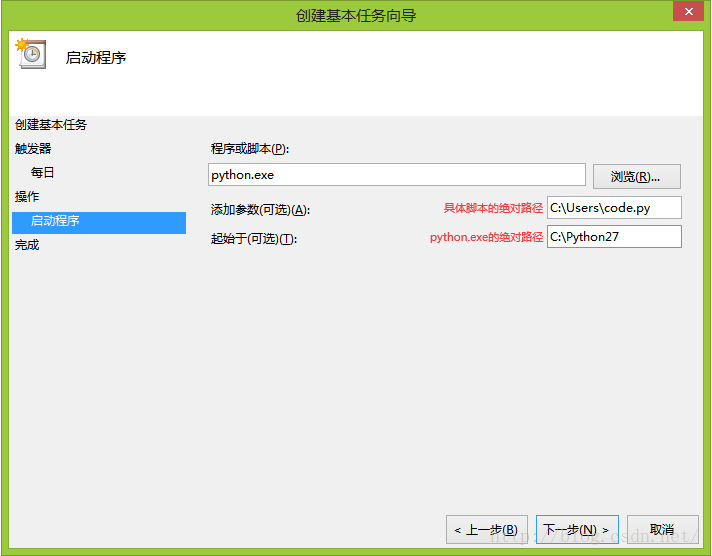 创建基本任务向导
启动程序
创建基本任务
触发器
每日
操作
启动程序
完成
程序或脚本(P):
python.exe
浏览(R)...
添加参数(可选)(A):
具体脚本的绝对路径
C:\Users\code.py
起始于(可选)(T):
python.exe的绝对路径
C:\Python27
< 上一步(B)
下一步(N) >
取消
http://blog.csdn.net/